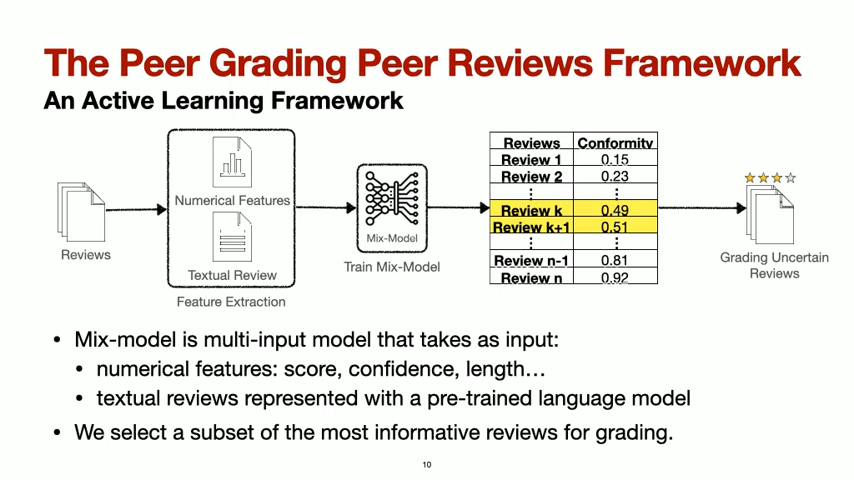 The Peer Grading Peer Reviews Framework
An Active Learning Framework
Reviews
Numerical Features
Textual Review
Feature Extraction
Mix-Model
Train Mix-Model
Reviews Conformity
Review 1 0.15
Review 2 0.23
⋮ ⋮
Review k 0.49
Review k+1 0.51
⋮ ⋮
Review n-1 0.81
Review n 0.92
Grading Uncertain
Reviews
• Mix-model is multi-input model that takes as input:
• numerical features: score, confidence, length…
• textual reviews represented with a pre-trained language model
• We select a subset of the most informative reviews for grading.
10